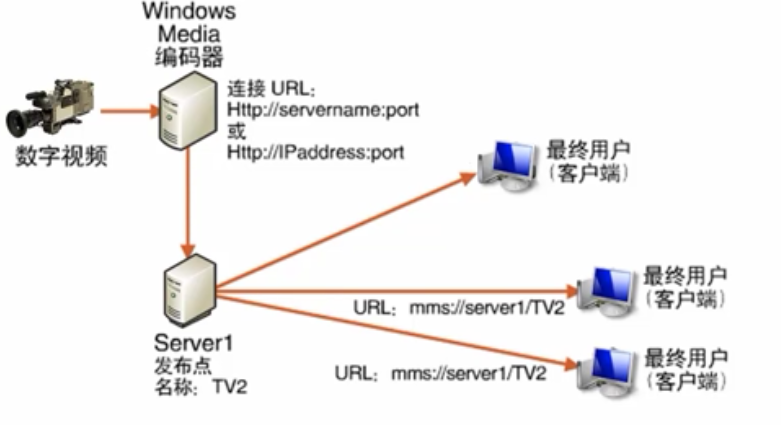 Windows
Media
编码器
连接 URL：
Http://servername:port
或
Http://IPaddress:port
数字视频
最终用户
（客户端）
最终用户
（客户端）
URL：mms://server1/TV2
Server1
发布点
名称：TV2
最终用户
（客户端）
URL：mms://server1/TV2